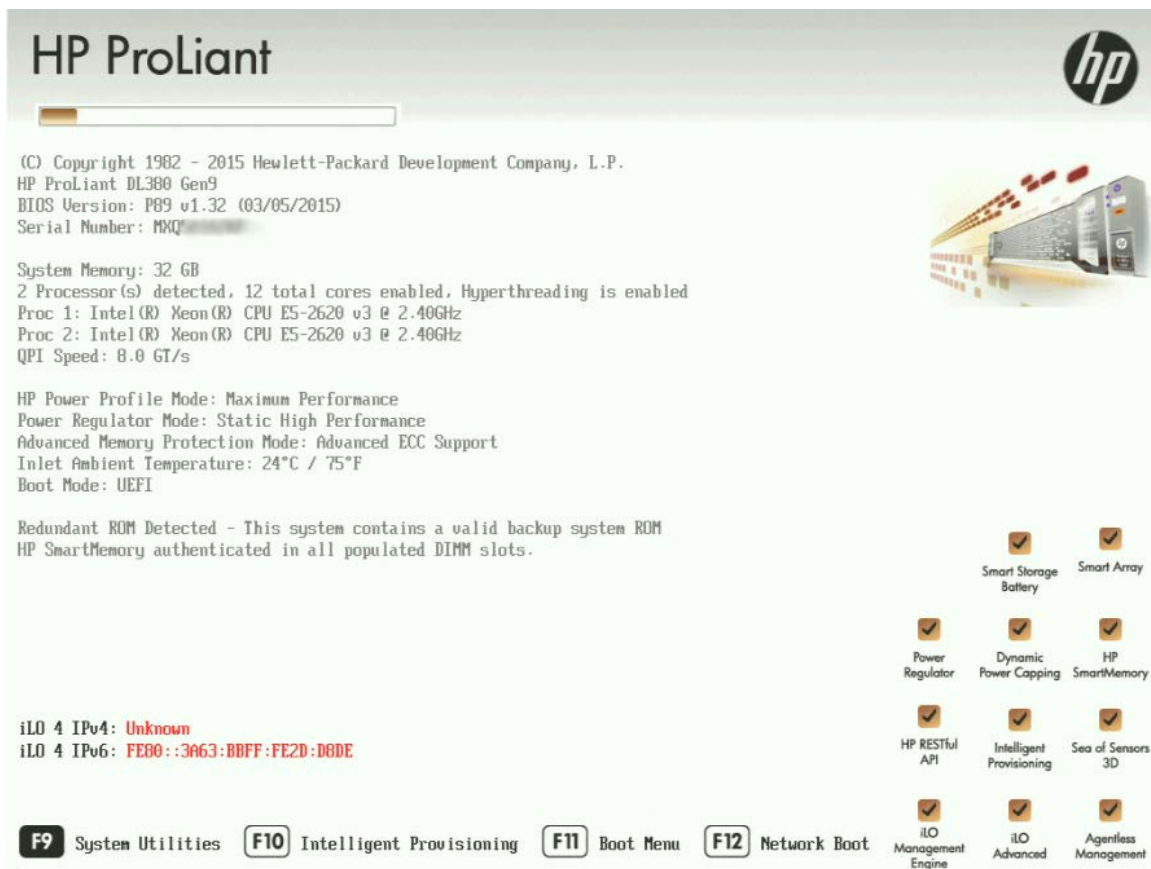 HP ProLiant
hp
(C) Copyright 1982 - 2015 Hewlett-Packard Development Company, L.P.
HP ProLiant DL380 Gen9
BIOS Version: P89 v1.32 (03/05/2015)
Serial Number: MXQ
System Memory: 32 GB
2 Processor(s) detected, 12 total cores enabled, Hyperthreading is enabled
Proc 1: Intel(R) Xeon(R) CPU E5-2620 v3 @ 2.40GHz
Proc 2: Intel(R) Xeon(R) CPU E5-2620 v3 @ 2.40GHz
QPI Speed: 8.0 GT/s
HP Power Profile Mode: Maximum Performance
Power Regulator Mode: Static High Performance
Advanced Memory Protection Mode: Advanced ECC Support
Inlet Ambient Temperature: 24°C / 75°F
Boot Mode: UEFI
Redundant ROM Detected - This system contains a valid backup system ROM
HP SmartMemory authenticated in all populated DIMM slots.
Smart Storage
Battery
Smart Array
Power
Regulator
Dynamic
Power Capping
HP
SmartMemory
iLO 4 IPv4: Unknown
iLO 4 IPv6: FE80::3A63:BBFF:FE2D:D8DE
HP RESTful
API
Intelligent
Provisioning
Sea of Sensors
3D
iLO
Management
Engine
iLO
Advanced
Agentless
Management
F9 System Utilities F10 Intelligent Provisioning F11 Boot Menu F12 Network Boot